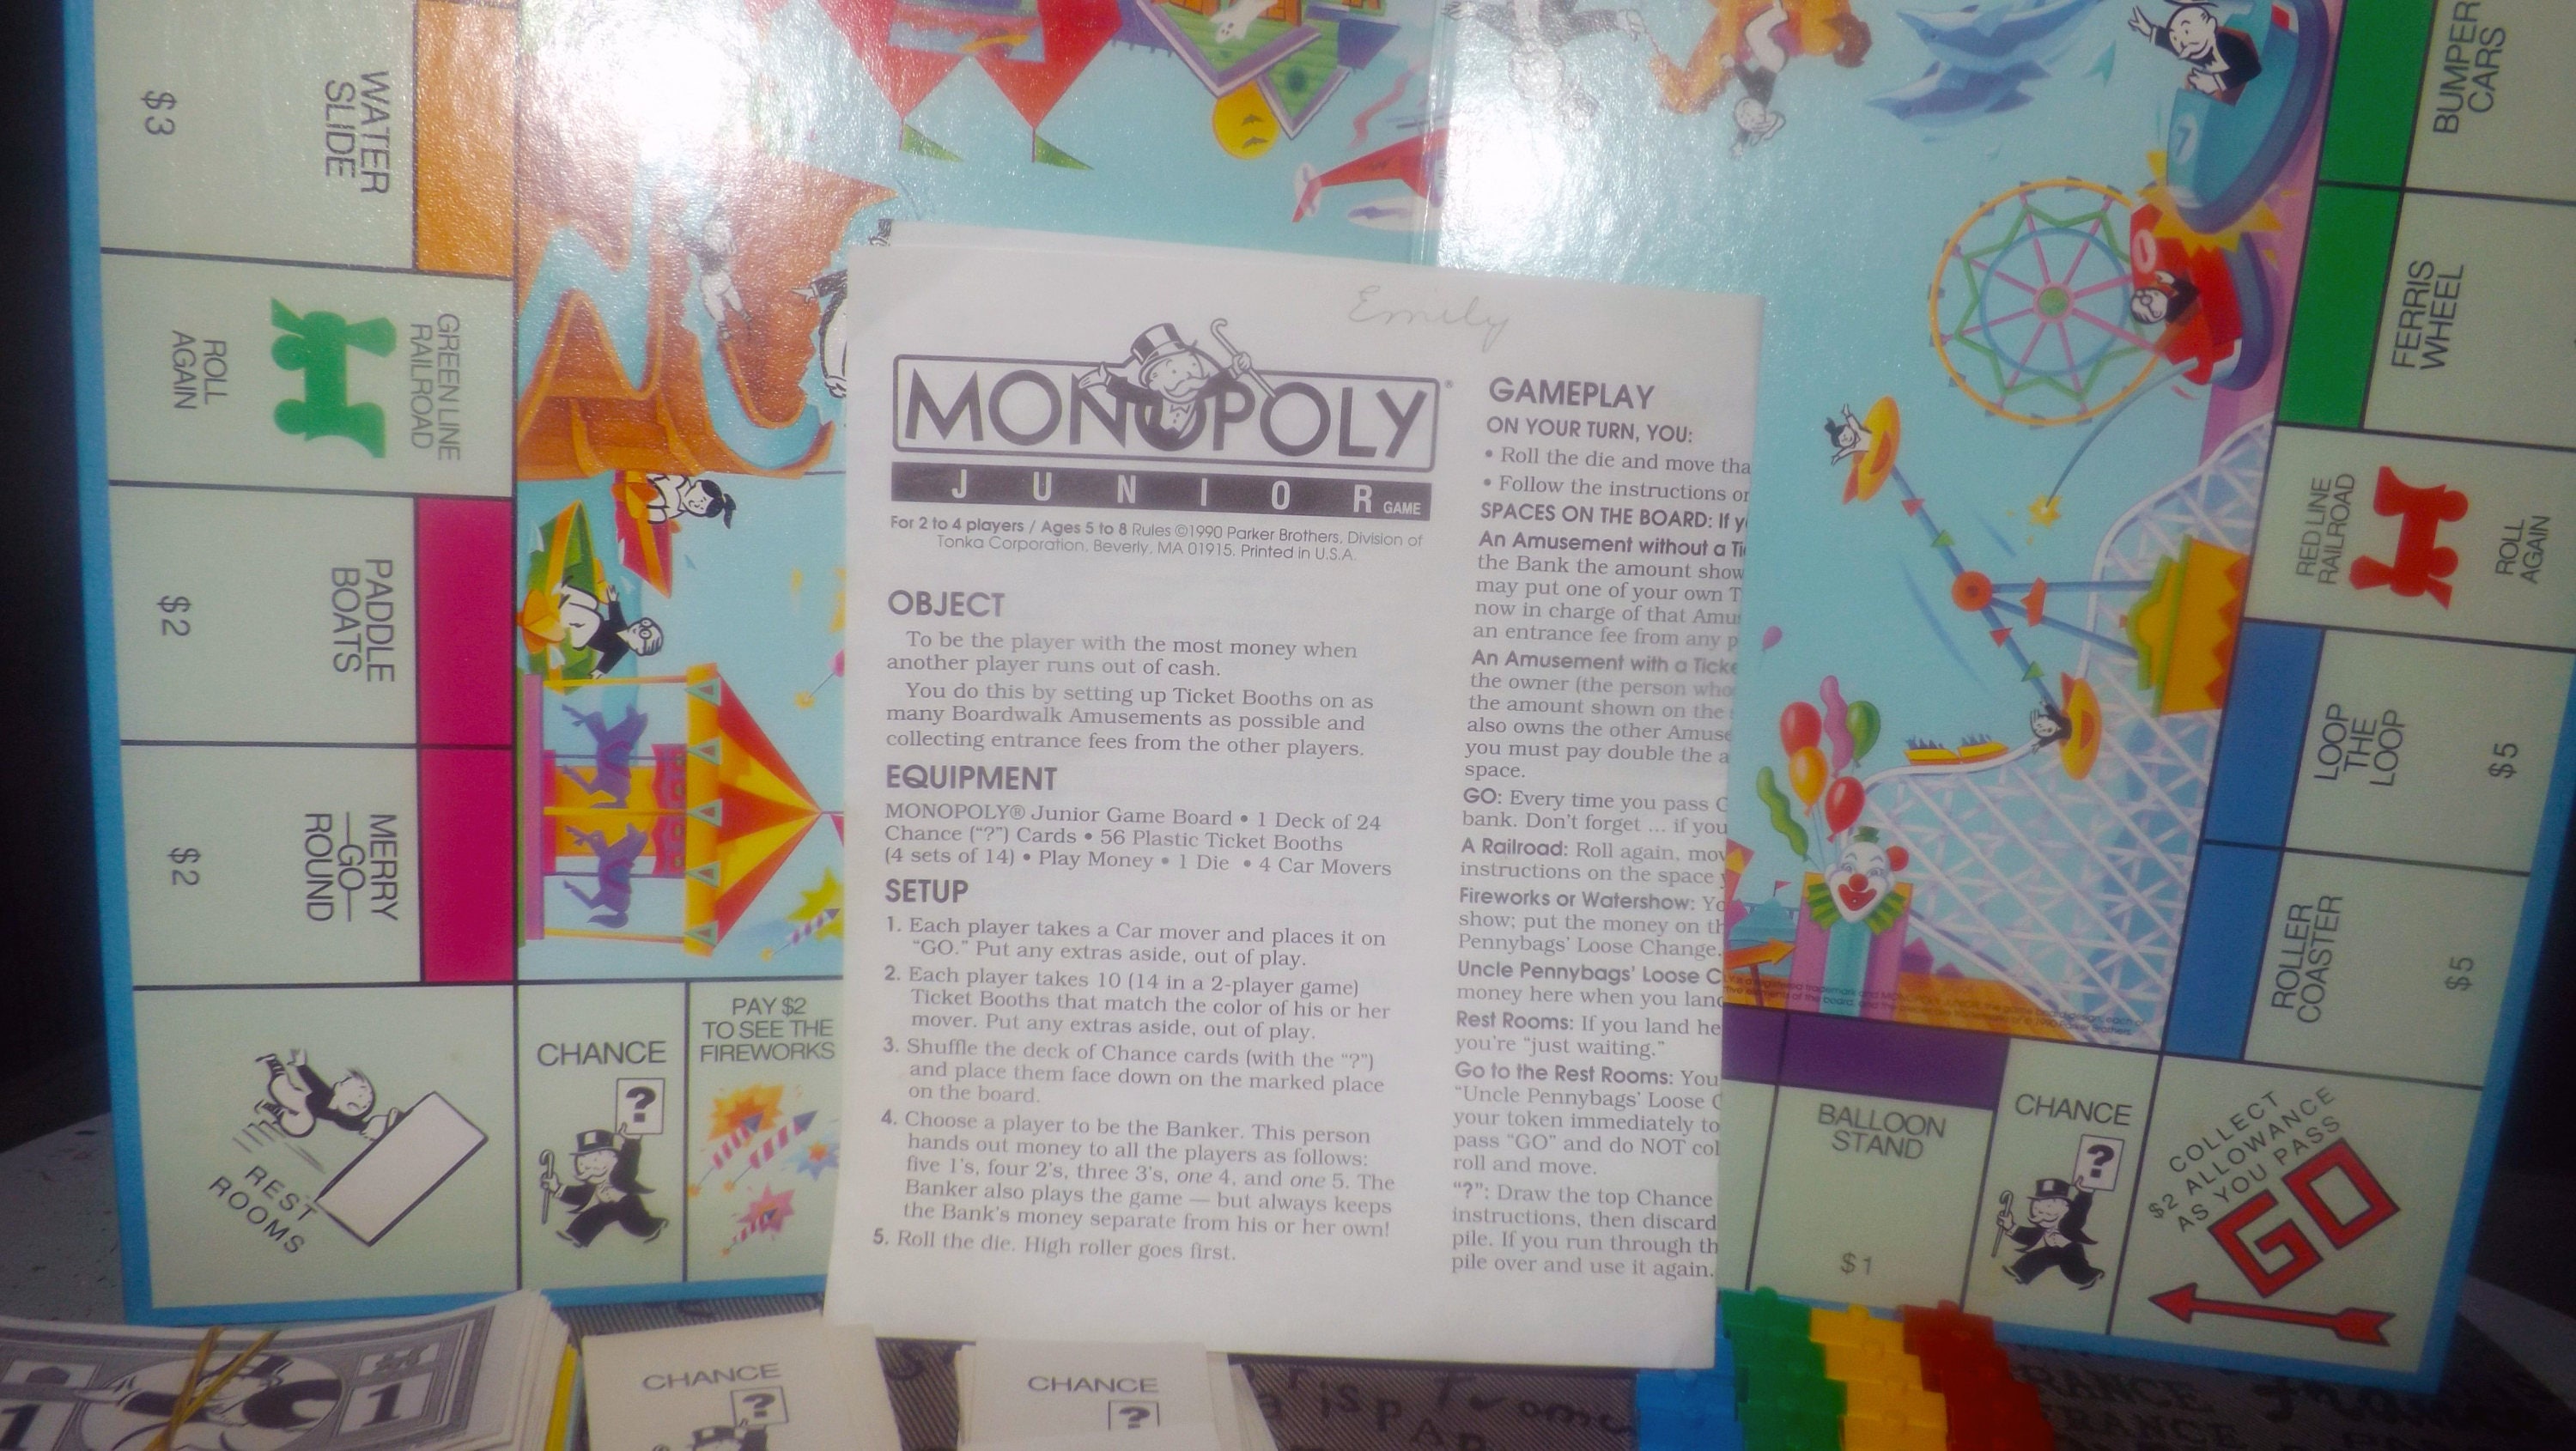 WATER
SLIDE
$3
GREEN LINE
RAILROAD
ROLL
AGAIN
PADDLE
BOATS
$2
MERRY
—GO—
ROUND
$2
REST
ROOMS
CHANCE
?
PAY $2
TO SEE THE
FIREWORKS
Emily
MONOPOLY®
JUNIOR GAME
For 2 to 4 players / Ages 5 to 8 Rules ©1990 Parker Brothers, Division of
Tonka Corporation, Beverly, MA 01915. Printed in U.S.A.
OBJECT
To be the player with the most money when
another player runs out of cash.
You do this by setting up Ticket Booths on as
many Boardwalk Amusements as possible and
collecting entrance fees from the other players.
EQUIPMENT
MONOPOLY® Junior Game Board • 1 Deck of 24
Chance ("?") Cards • 56 Plastic Ticket Booths
(4 sets of 14) • Play Money • 1 Die • 4 Car Movers
SETUP
1. Each player takes a Car mover and places it on
"GO." Put any extras aside, out of play.
2. Each player takes 10 (14 in a 2-player game)
Ticket Booths that match the color of his or her
mover. Put any extras aside, out of play.
3. Shuffle the deck of Chance cards (with the "?")
and place them face down on the marked place
on the board.
4. Choose a player to be the Banker. This person
hands out money to all the players as follows:
five 1's, four 2's, three 3's, one 4, and one 5. The
Banker also plays the game — but always keeps
the Bank's money separate from his or her own!
5. Roll the die. High roller goes first.
GAMEPLAY
ON YOUR TURN, YOU:
• Roll the die and move tha
• Follow the instructions or
SPACES ON THE BOARD: If y
An Amusement without a Ti
the Bank the amount show
may put one of your own T
now in charge of that Amu
an entrance fee from any p
An Amusement with a Ticke
the owner (the person who
the amount shown on the
also owns the other Amuse
you must pay double the a
space.
GO: Every time you pass
bank. Don't forget ... if you
A Railroad: Roll again, mov
instructions on the space
Fireworks or Watershow: Yo
show; put the money on th
Pennybags' Loose Change.
Uncle Pennybags' Loose C
money here when you land
Rest Rooms: If you land he
you're "just waiting."
Go to the Rest Rooms: You
"Uncle Pennybags' Loose C
your token immediately to
pass "GO" and do NOT col
roll and move.
"?": Draw the top Chance
instructions, then discard
pile. If you run through th
pile over and use it again.
7
1
BUMPER
CARS
FERRIS
WHEEL
RED LINE
RAILROAD
ROLL
AGAIN
LOOP
THE
LOOP
$5
ROLLER
COASTER
$5
BALLOON
STAND
$1
CHANCE
?
COLLECT
$2 ALLOWANCE
AS YOU PASS
GO
1
1
CHANCE
?
CHANCE
?